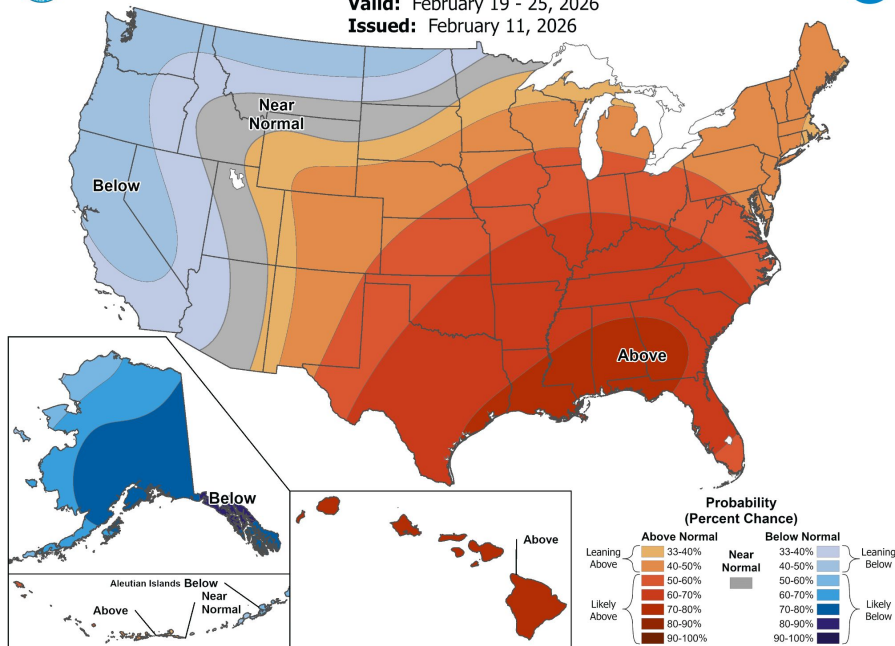 Valid: February 19 - 25, 2026
Issued: February 11, 2026
Near
Normal
Below
Above
Below
Aleutian Islands Below
Above
Near
Normal
Above
Probability
(Percent Chance)
Above Normal
Near
Normal
Below Normal
Leaning
Above
33-40%
40-50%
Likely
Above
50-60%
60-70%
70-80%
80-90%
90-100%
33-40%
40-50%
Leaning
Below
50-60%
60-70%
70-80%
80-90%
90-100%
Likely
Below